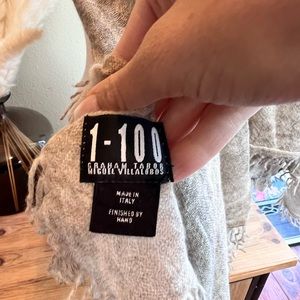 1-100
GRAHAM TABOR
MIGUEL VILLALOBOS
MADE IN
ITALY
FINISHED BY
HAND